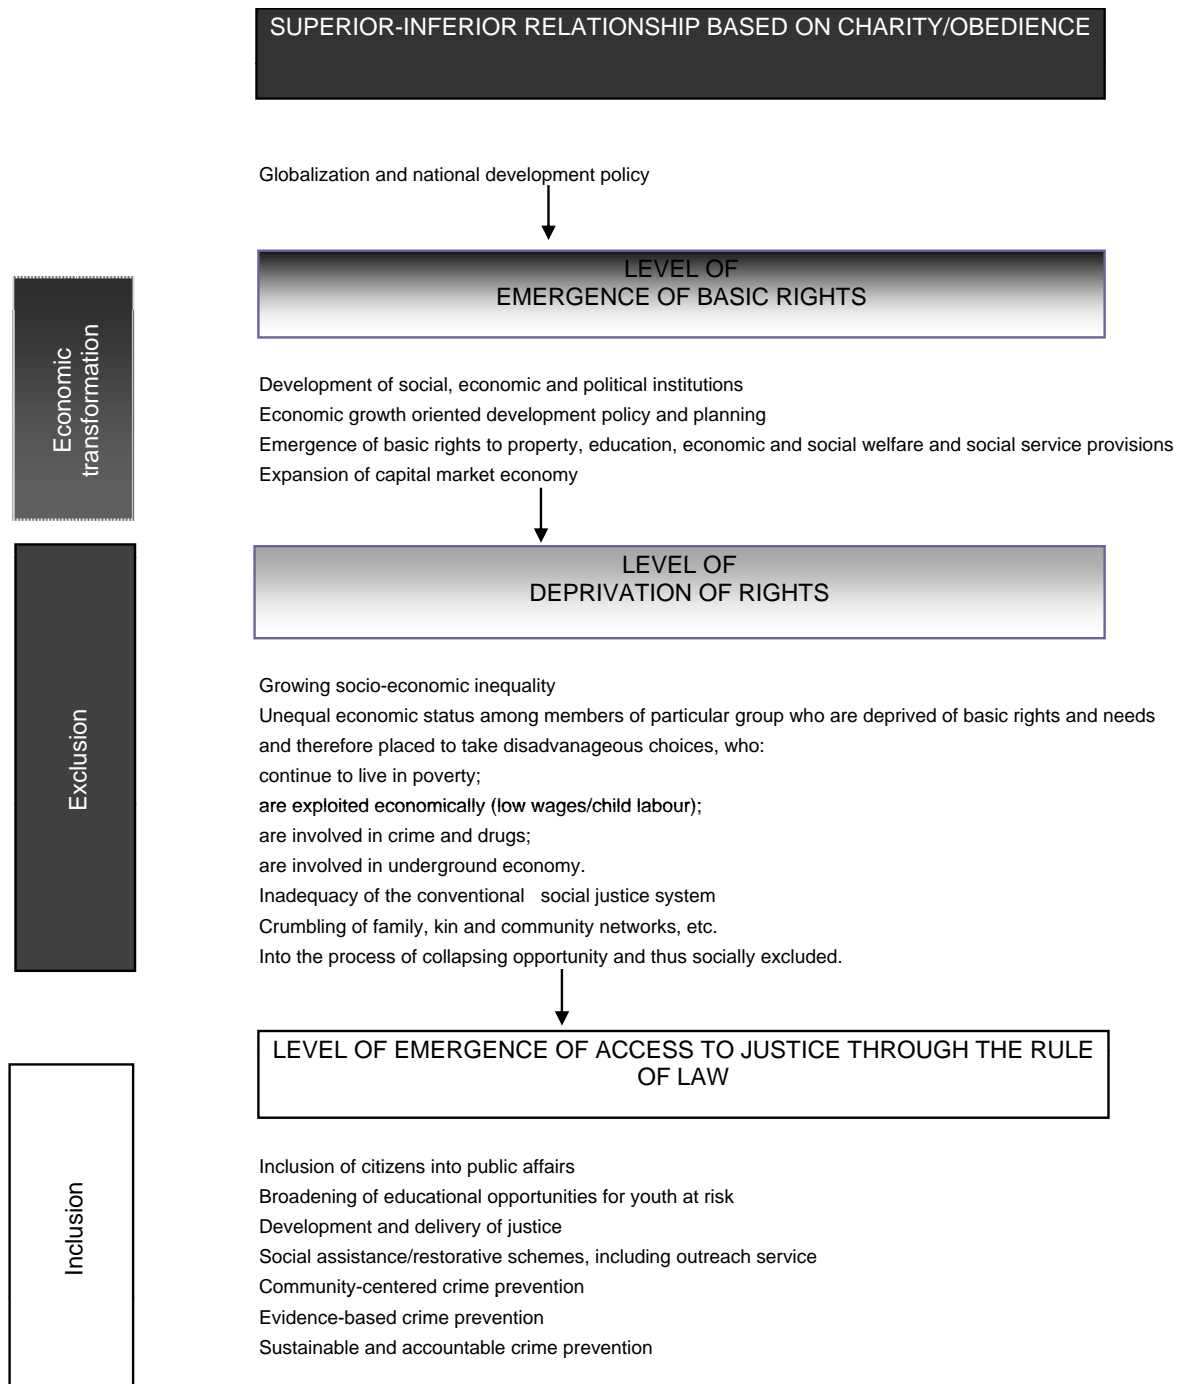 SUPERIOR-INFERIOR RELATIONSHIP BASED ON CHARITY/OBEDIENCE
Globalization and national development policy
LEVEL OF
EMERGENCE OF BASIC RIGHTS
Economic
transformation
Development of social, economic and political institutions
Economic growth oriented development policy and planning
Emergence of basic rights to property, education, economic and social welfare and social service provisions
Expansion of capital market economy
LEVEL OF
DEPRIVATION OF RIGHTS
Exclusion
Growing socio-economic inequality
Unequal economic status among members of particular group who are deprived of basic rights and needs
and therefore placed to take disadvanageous choices, who:
continue to live in poverty;
are exploited economically (low wages/child labour);
are involved in crime and drugs;
are involved in underground economy.
Inadequacy of the conventional social justice system
Crumbling of family, kin and community networks, etc.
Into the process of collapsing opportunity and thus socially excluded.
LEVEL OF EMERGENCE OF ACCESS TO JUSTICE THROUGH THE RULE
OF LAW
Inclusion
Inclusion of citizens into public affairs
Broadening of educational opportunities for youth at risk
Development and delivery of justice
Social assistance/restorative schemes, including outreach service
Community-centered crime prevention
Evidence-based crime prevention
Sustainable and accountable crime prevention